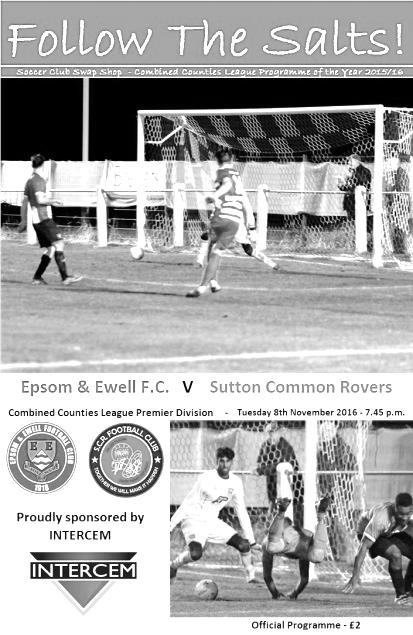 Follow The Salts!
Soccer Club Swap Shop - Combined Counties League Programme of the Year 2015/16
Epsom & Ewell F.C. V Sutton Common Rovers
Combined Counties League Premier Division - Tuesday 8th November 2016 - 7.45 p.m.
EPSOM & EWELL FOOTBALL CLUB
E E
1918
S.C.R. FOOTBALL CLUB
TOGETHER WE WILL MAKE IT HAPPEN
Proudly sponsored by
INTERCEM
INTERCEM
Official Programme - £2